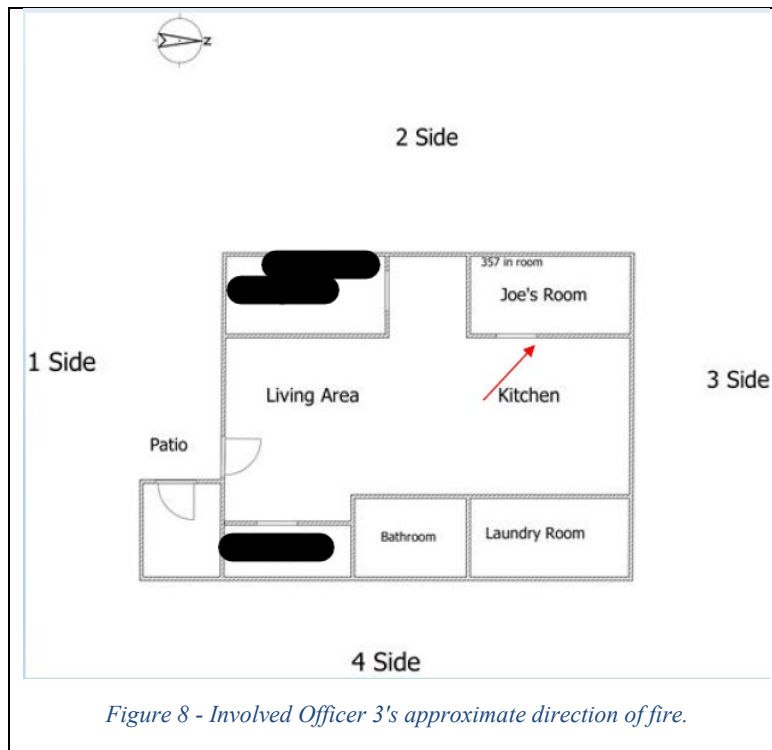 N
2 Side
357 in room
Joe's Room
1 Side
3 Side
Living Area
Kitchen
Patio
Bathroom
Laundry Room
4 Side
Figure 8 - Involved Officer 3's approximate direction of fire.